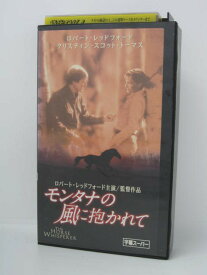 ロバート・レッドフォード
クリスティン・スコット・トーマス
ロバート・レッドフォード主演/監督作品
モンタナの
風に抱かれて
THE HORSE WHISPERER
字幕スーパー